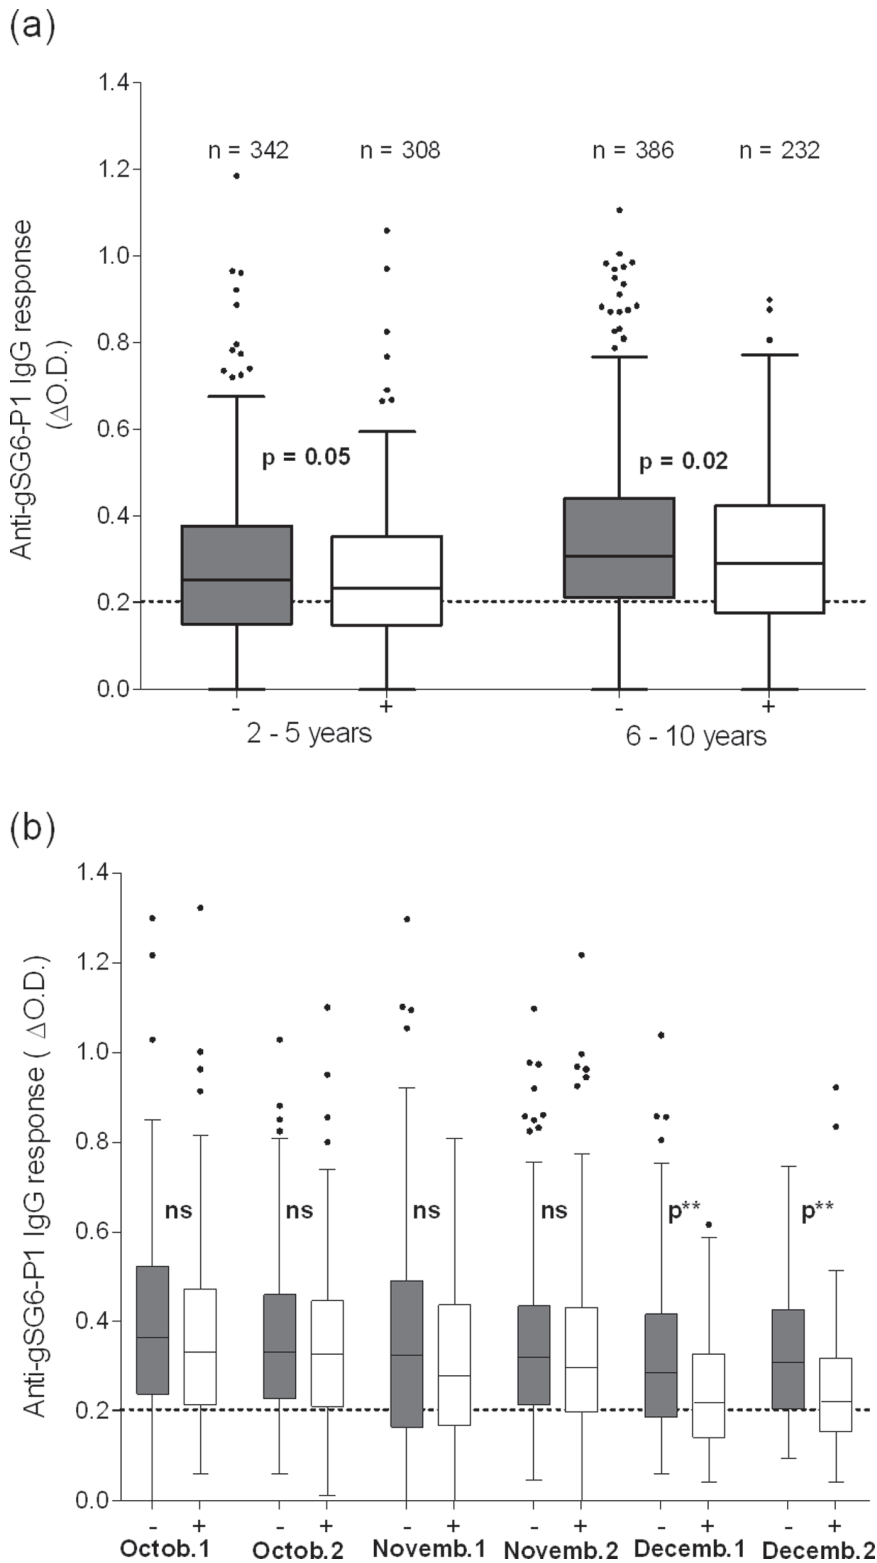 (a)
Anti-gSG6-P1 IgG response
(ΔO.D.)
1.4
1.2
1.0
0.8
0.6
0.4
0.2
0.0
n = 342
n = 308
n = 386
n = 232
p = 0.05
p = 0.02
- + - +
2 - 5 years
6 - 10 years
(b)
Anti-gSG6-P1 IgG response ( ΔO.D.)
1.4
1.2
1.0
0.8
0.6
0.4
0.2
0.0
ns
ns
ns
ns
p**
p**
- + - + - + - + - + - +
Octob.1 Octob.2 Novemb.1 Novemb.2 Decemb.1 Decemb.2